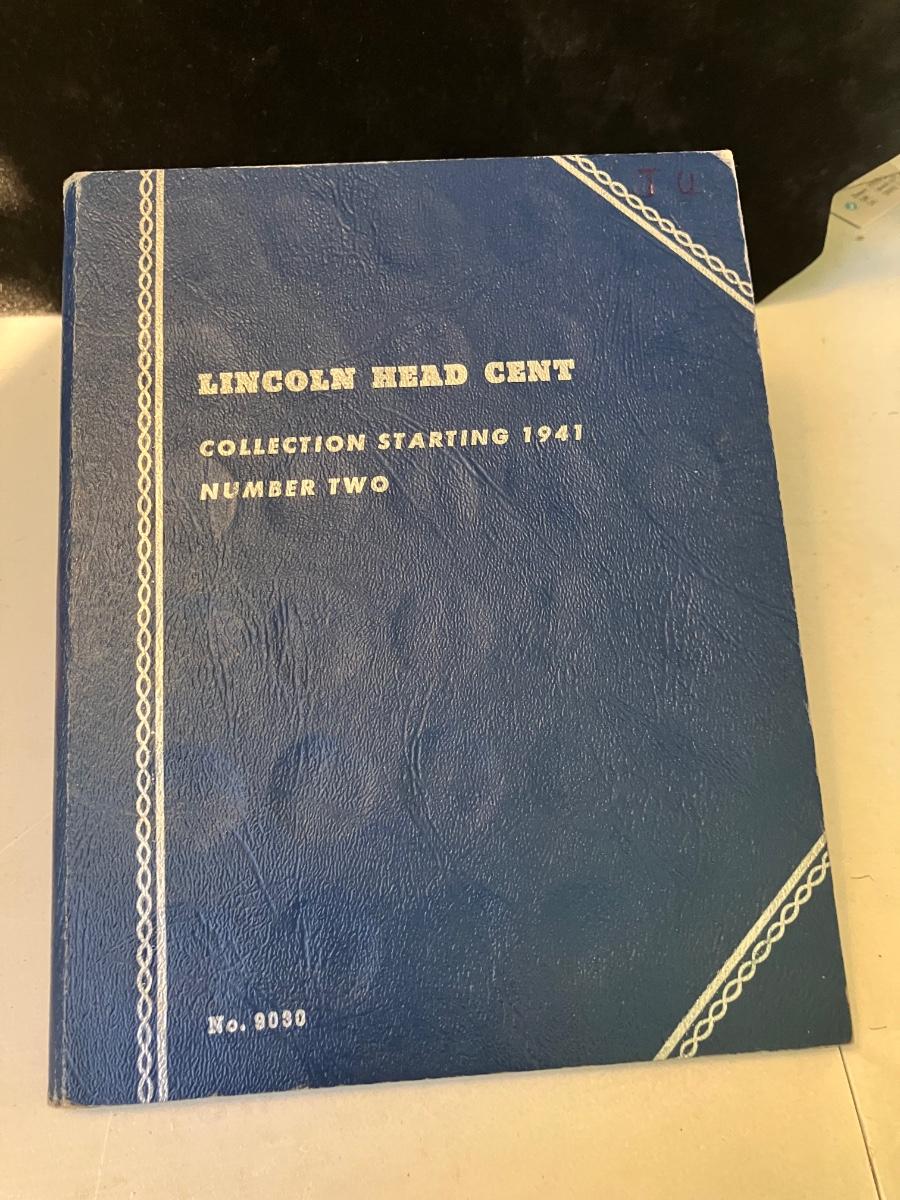 J U
LINCOLN HEAD CENT
COLLECTION STARTING 1941
NUMBER TWO
No. 9030